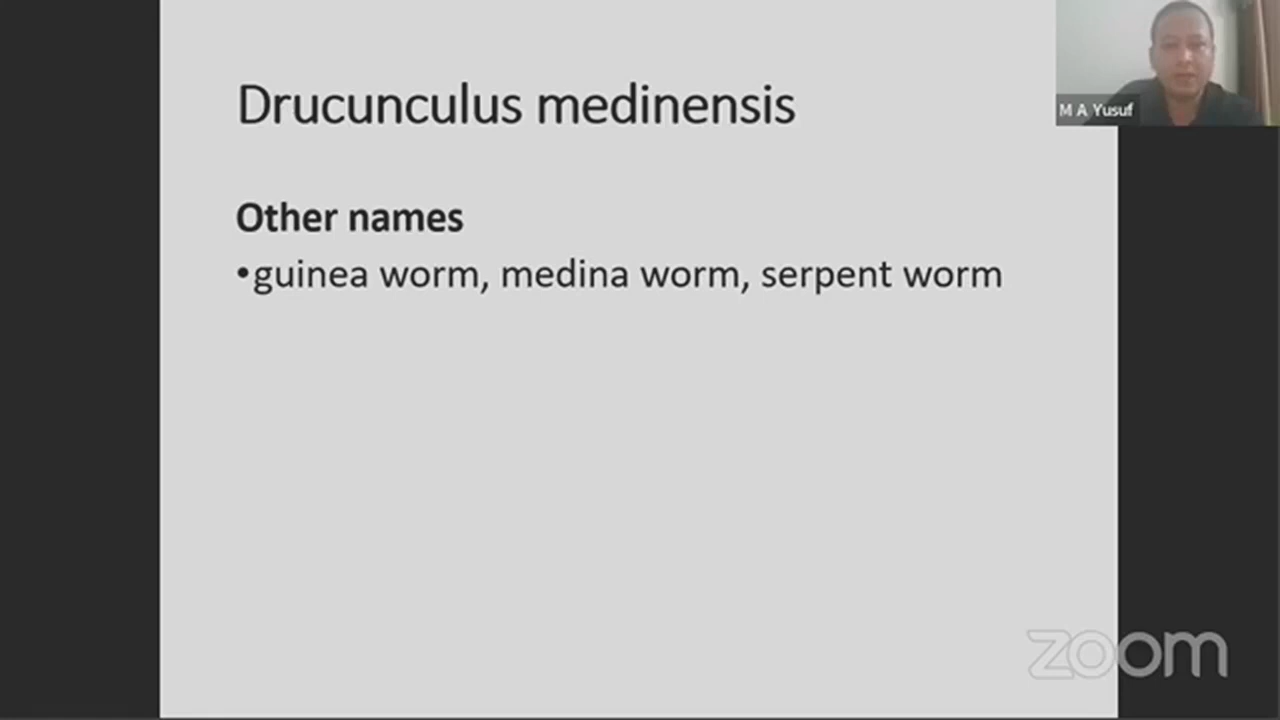 Drucunculus medinensis
M A Yusuf
Other names
•guinea worm, medina worm, serpent worm
zoom